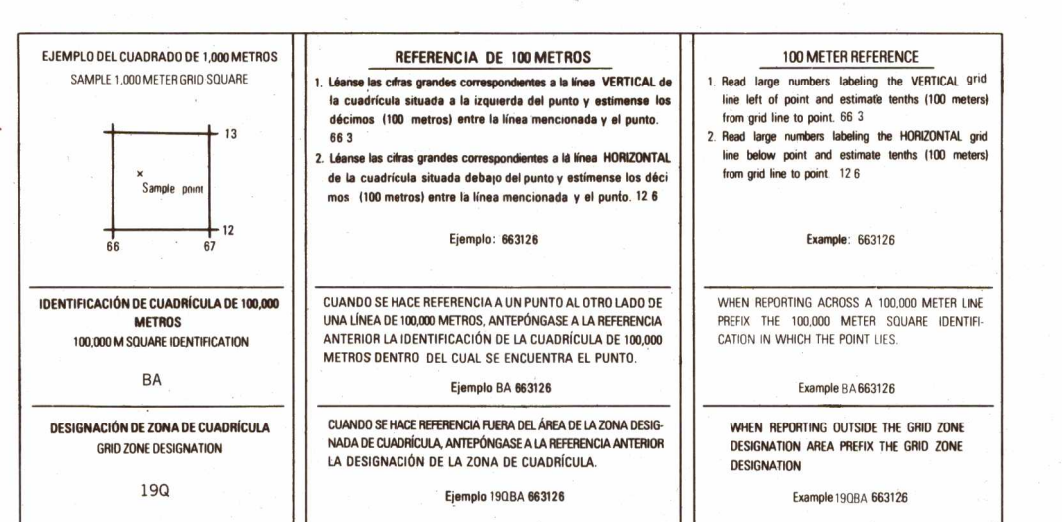 EJEMPLO DEL CUADRADO DE 1,000 METROS
SAMPLE 1.000 METER GRID SQUARE
13
x
Sample point
12
66 67
IDENTIFICACIÓN DE CUADRÍCULA DE 100,000
METROS
100,000 M SQUARE IDENTIFICATION
BA
DESIGNACIÓN DE ZONA DE CUADRÍCULA
GRID ZONE DESIGNATION
19Q
REFERENCIA DE 100 METROS
1. Léanse las cifras grandes correspondientes a la línea VERTICAL de
la cuadrícula situada a la izquierda del punto y estimense los
décimos (100 metros) entre la línea mencionada y el punto.
66 3
2. Léanse las cifras grandes correspondientes a lá línea HORIZONTAL
de la cuadrícula situada debajo del punto y estímense los déci
mos (100 metros) entre la línea mencionada y el punto. 12 6
Ejemplo: 663126
CUANDO SE HACE REFERENCIA A UN PUNTO AL OTRO LADO DE
UNA LÍNEA DE 100,000 METROS, ANTEPÓNGASE A LA REFERENCIA
ANTERIOR LA IDENTIFICACIÓN DE LA CUADRÍCULA DE 100,000
METROS DENTRO DEL CUAL SE ENCUENTRA EL PUNTO.
Ejemplo BA 663126
CUANDO SE HACE REFERENCIA FUERA DEL ÁREA DE LA ZONA DESIG-
NADA DE CUADRÍCULA, ANTEPÓNGASE A LA REFERENCIA ANTERIOR
LA DESIGNACIÓN DE LA ZONA DE CUADRÍCULA.
Ejemplo 19QBA 663126
100 METER REFERENCE
1. Read large numbers labeling the VERTICAL grid
line left of point and estimate tenths (100 meters)
from grid line to point. 66 3
2. Read large numbers labeling the HORIZONTAL grid
line below point and estimate tenths (100 meters)
from grid line to point 12 6
Example: 663126
WHEN REPORTING ACROSS A 100,000 METER LINE
PREFIX THE 100,000 METER SQUARE IDENTIFI-
CATION IN WHICH THE POINT LIES.
Example BA 663126
WHEN REPORTING OUTSIDE THE GRID ZONE
DESIGNATION AREA PREFIX THE GRID ZONE
DESIGNATION
Example 19QBA 663126